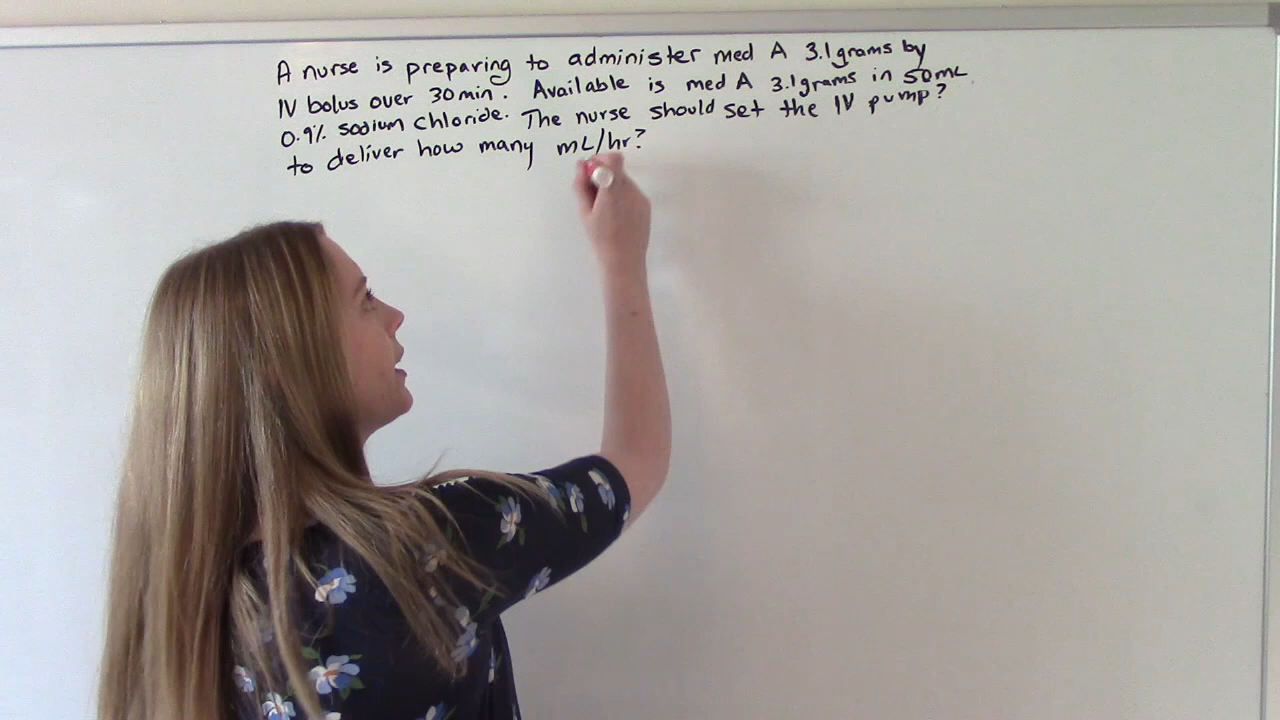 A nurse is preparing to administer med A 3.1grams by
IV bolus over 30min. Available is med A 3.1grams in 50mL
0.9% sodium chloride. The nurse should set the IV pump?
to deliver how many mL/hr?